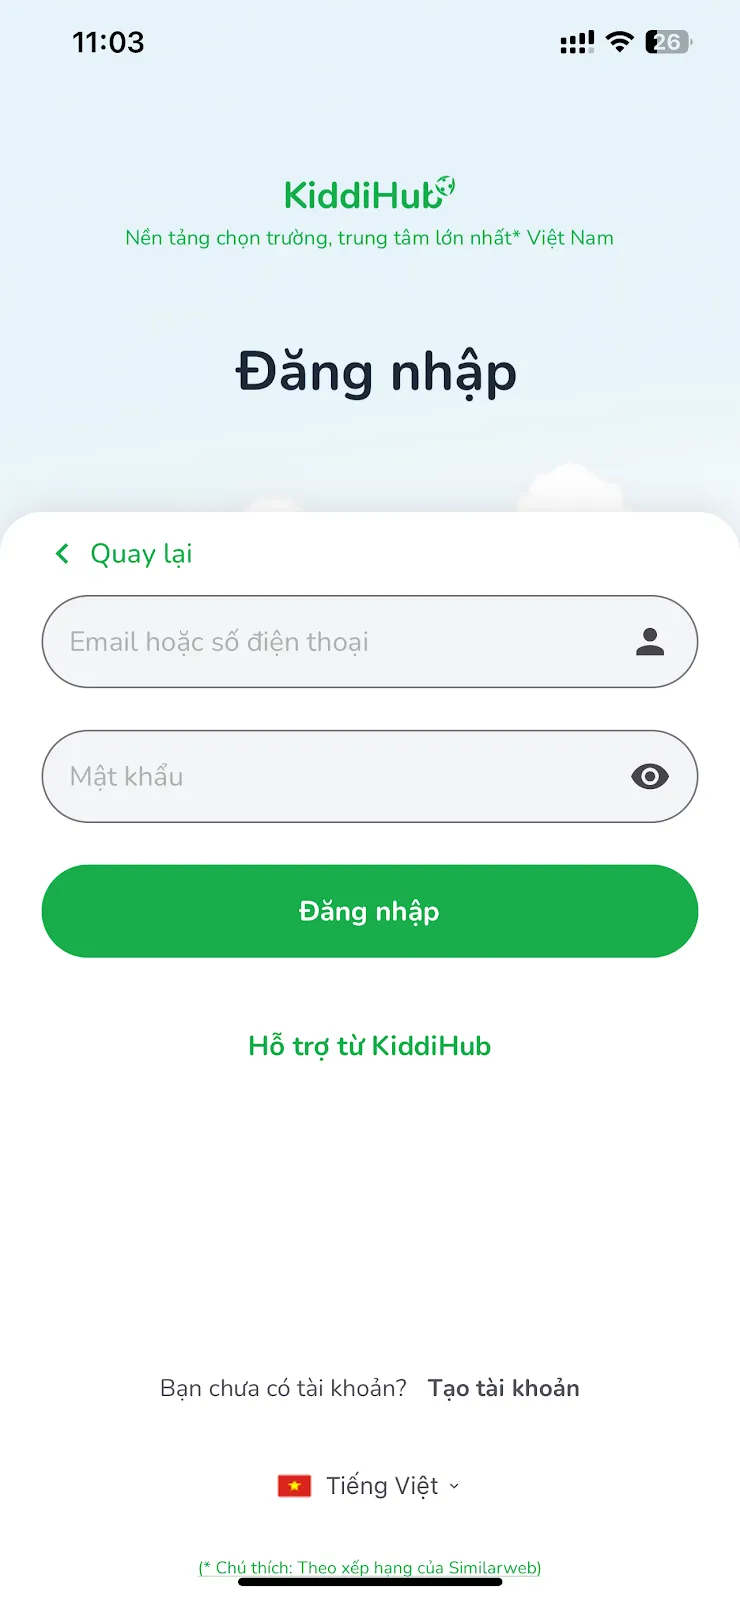 11:03
26
KiddiHub
Nền tảng chọn trường, trung tâm lớn nhất* Việt Nam
Đăng nhập
Quay lại
Email hoặc số điện thoại
Mật khẩu
Đăng nhập
Hỗ trợ từ KiddiHub
Bạn chưa có tài khoản? Tạo tài khoản
Tiếng Việt
(* Chú thích: Theo xếp hạng của Similarweb)